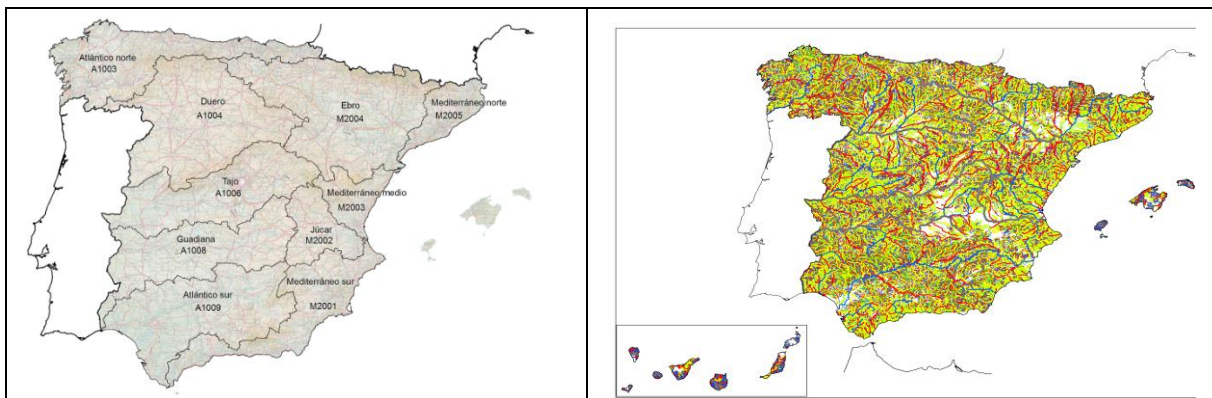 Atlántico norte
A1003
Duero
A1004
Ebro
M2004
Mediterráneo norte
M2005
Tajo
A1006
Mediterráneo medio
M2003
Guadiana
A1008
Júcar
M2002
Atlántico sur
A1009
Mediterráneo sur
M2001